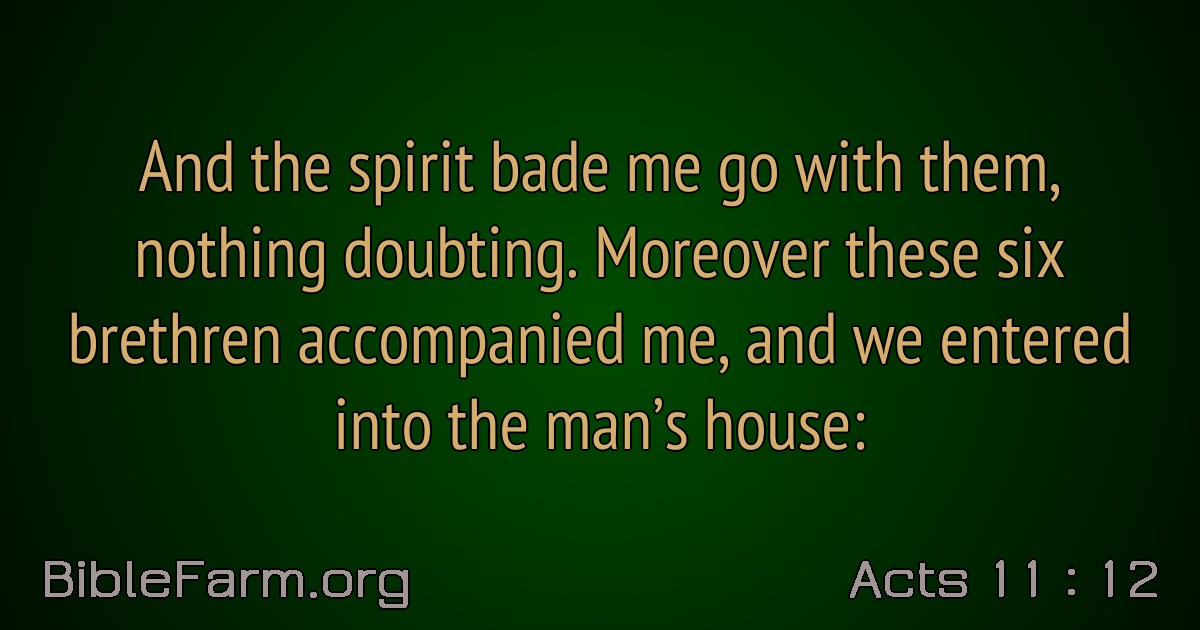 And the spirit bade me go with them,
nothing doubting. Moreover these six
brethren accompanied me, and we entered
into the man’s house:
BibleFarm.org
Acts 11 : 12